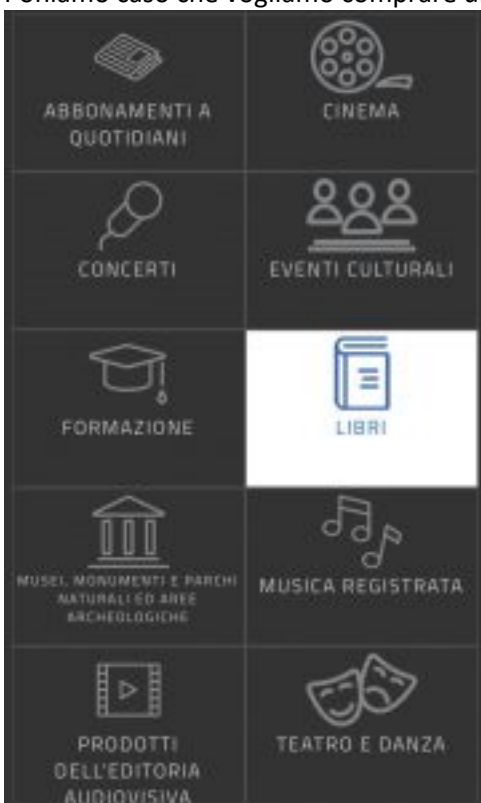 Poniamo caso che vogliamo comprare
ABBONAMENTI A
QUOTIDIANI
CINEMA
CONCERTI
EVENTI CULTURALI
FORMAZIONE
LIBRI
MUSEI, MONUMENTI E PARCHI
NATURALI ED AREE
ARCHEOLOGICHE
MUSICA REGISTRATA
PRODOTTI
DELL'EDITORIA
AUDIOVISIVA
TEATRO E DANZA